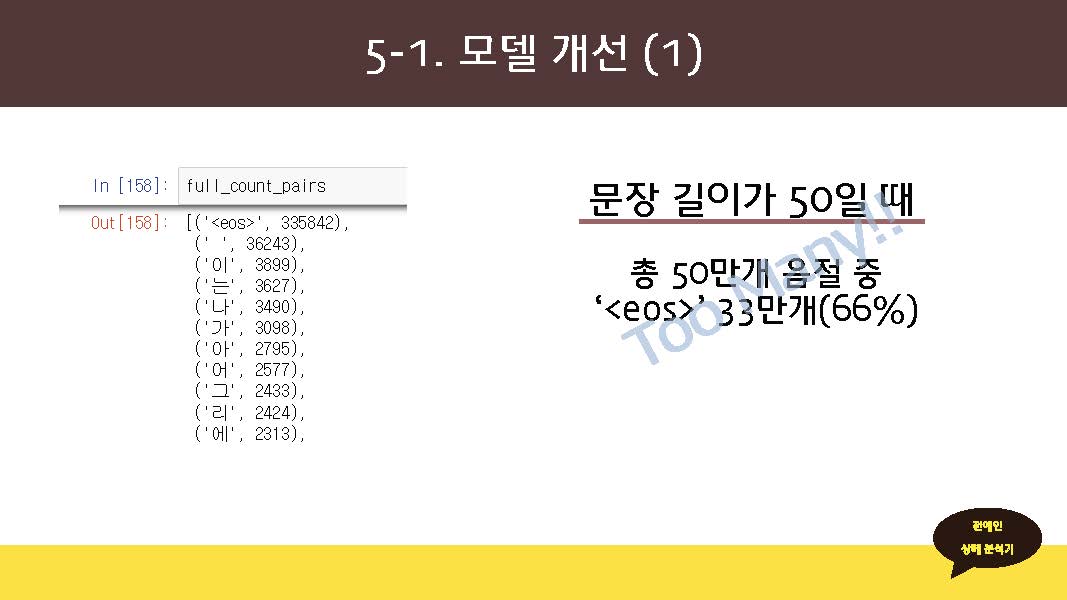 5-1. 모델 개선 (1)
In [158]: full_count_pairs
Out[158]: [('<eos>', 335842),
(' ', 36243),
('이', 3899),
('는', 3627),
('나', 3490),
('가', 3098),
('아', 2795),
('어', 2577),
('그', 2433),
('리', 2424),
('에', 2313),
문장 길이가 50일 때
총 50만개 음절 중
‘<eos>’ 33만개(66%)
Too Many!!
전애인
상태 분석기